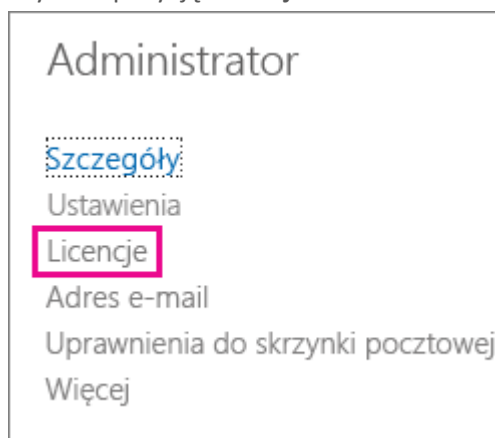 Administrator
Szczegóły
Ustawienia
Licencje
Adres e-mail
Uprawnienia do skrzynki pocztowej
Więcej